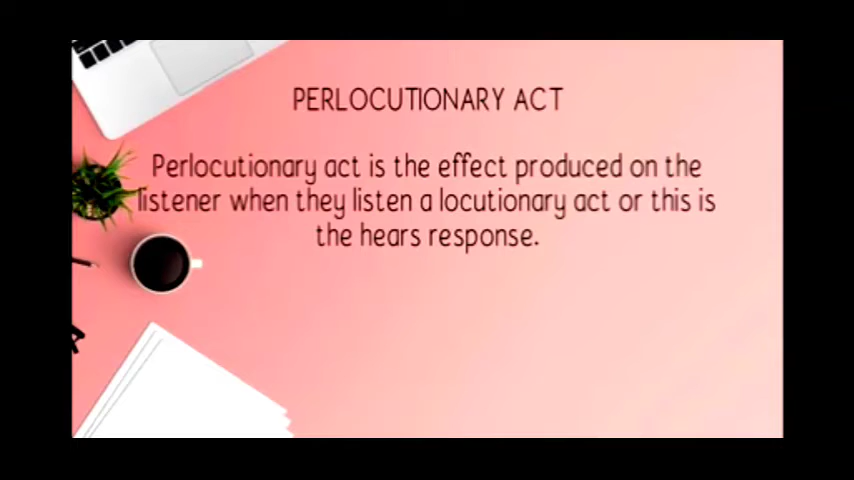 PERLOCUTIONARY ACT
Perlocutionary act is the effect produced on the
listener when they listen a locutionary act or this is
the hears response.